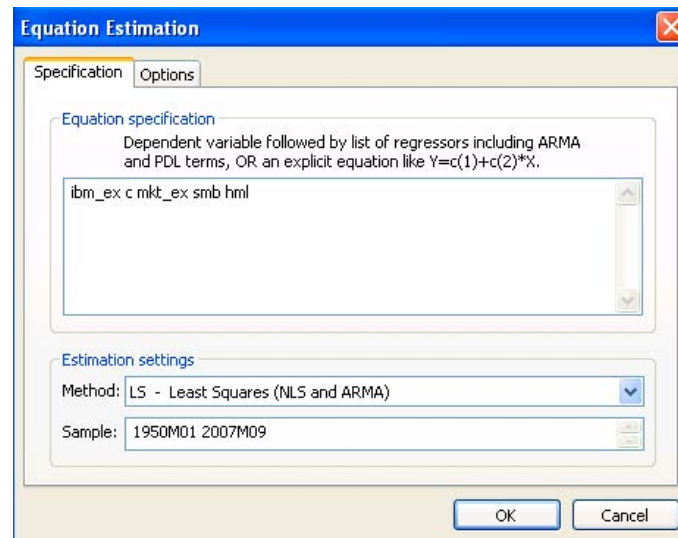 Equation Estimation
Specification
Options
Equation specification
Dependent variable followed by list of regressors including ARMA
and PDL terms, OR an explicit equation like Y=c(1)+c(2)*X.
ibm_ex c mkt_ex smb hml
Estimation settings
Method: LS - Least Squares (NLS and ARMA)
Sample: 1950M01 2007M09
OK Cancel